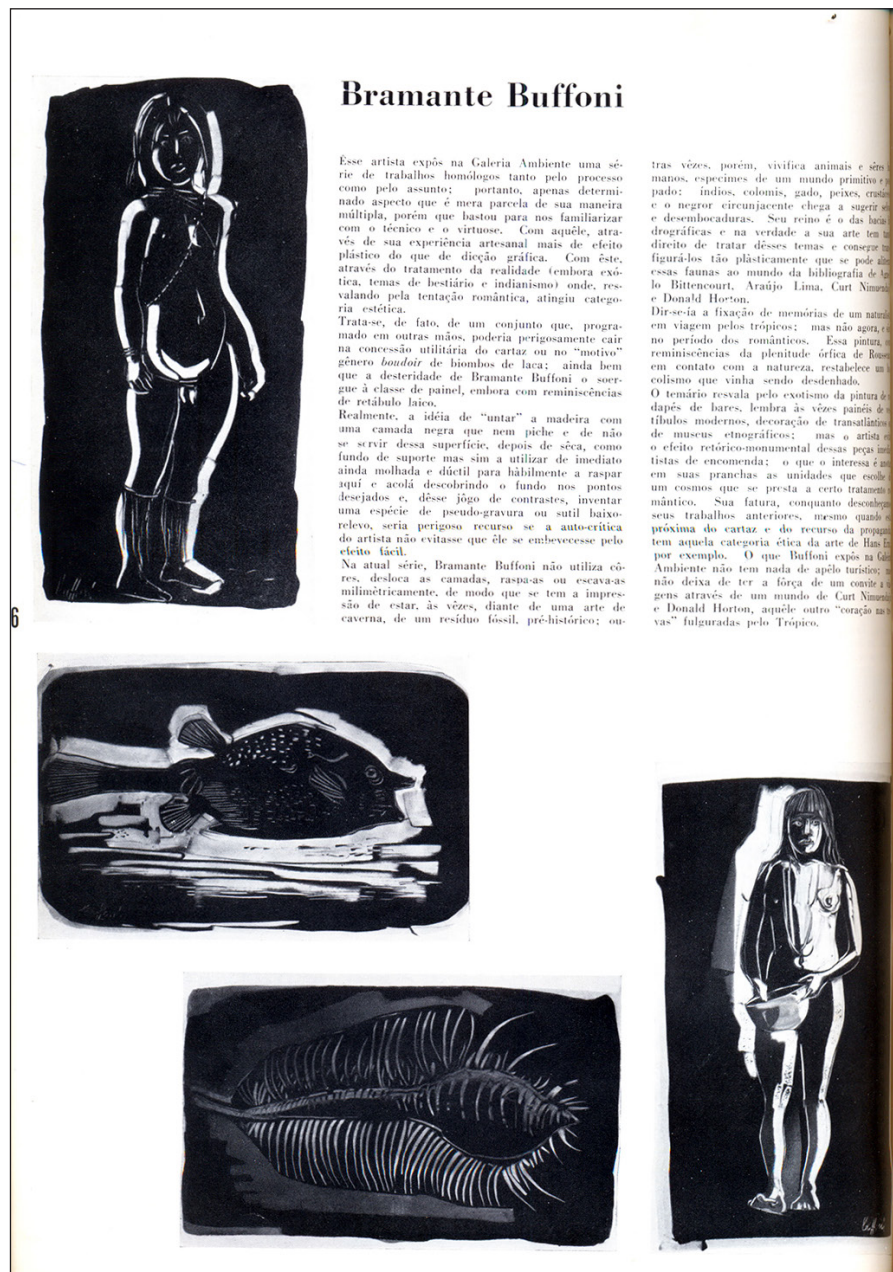 Bramante Buffoni
Êsse artista expôs na Galeria Ambiente uma sé-
rie de trabalhos homólogos tanto pelo processo
como pelo assunto; portanto, apenas determi-
nado aspecto que é mera parcela de sua maneira
múltipla, porém que bastou para nos familiarizar
com o técnico e o virtuose. Com aquêle, atra-
vés de sua experiência artesanal mais de efeito
plástico do que de dicção gráfica. Com êste,
através do tratamento da realidade (embora exó-
tica, temas de bestiário e indianismo) onde, res-
valando pela tentação romântica, atingiu catego-
ria estética.
Trata-se, de fato, de um conjunto que, progra-
mado em outras mãos, poderia perigosamente cair
na concessão utilitária do cartaz ou no "motivo"
gênero boudoir de biombos de laca; ainda bem
que a desteridade de Bramante Buffoni o soer-
gue à classe de painel, embora com reminiscências
de retábulo laico.
Realmente, a idéia de "untar" a madeira com
uma camada negra que nem piche e de não
se servir dessa superfície, depois de sêca, como
fundo de suporte mas sim a utilizar de imediato
ainda molhada e dúctil para hàbilmente a raspar
aquí e acolá descobrindo o fundo nos pontos
desejados e, dêsse jôgo de contrastes, inventar
uma espécie de pseudo-gravura ou sutil baixo-
relevo, seria perigoso recurso se a auto-crítica
do artista não evitasse que êle se embevecesse pelo
efeito fácil.
Na atual série, Bramante Buffoni não utiliza cô-
res, desloca as camadas, raspa-as ou escava-as
milimètricamente, de modo que se tem a impres-
são de estar, às vêzes, diante de uma arte de
caverna, de um resíduo fóssil, pré-histórico; ou-
tras vêzes, porém, vivifica animais e sêres
manos, especimes de um mundo primitivo e
pado; índios, colomis, gado, peixes,
e o negror circunjacente chega a sugerir
e desembocaduras. Seu reino é o das bacias
drográficas e na verdade a sua arte tem
direito de tratar dêsses temas e consegue
figurá-los tão plàsticamente que se pode
essas faunas ao mundo da bibliografia de
lo Bittencourt, Araújo Lima, Curt
e Donald Horton.
Dir-se-ia a fixação de memórias de um
em viagem pelos trópicos; mas não agora,
no período dos românticos. Essa pintura,
reminiscências da plenitude órfica de
em contato com a natureza, restabelece um
colismo que vinha sendo desdenhado.
O temário resvala pelo exotismo da pintura de
dapés de bares, lembra às vêzes painéis de
tíbulos modernos, decoração de transatlânticos
de museus etnográficos; mas o artista
o efeito retórico-monumental dessas peças
tistas de encomenda; o que o interessa é
em suas pranchas as unidades que escolhe
um cosmos que se presta a certo tratamento
mântico. Sua fatura, conquanto
seus trabalhos anteriores, mesmo quando
próxima do cartaz e do recurso da
tem aquela categoria ética da arte de Hans
por exemplo. O que Buffoni expôs na
Ambiente não tem nada de apêlo turístico;
não deixa de ter a fôrça de um convite a
gens através de um mundo de Curt
e Donald Horton, aquêle outro "coração nas
vas" fulguradas pelo Trópico.
6